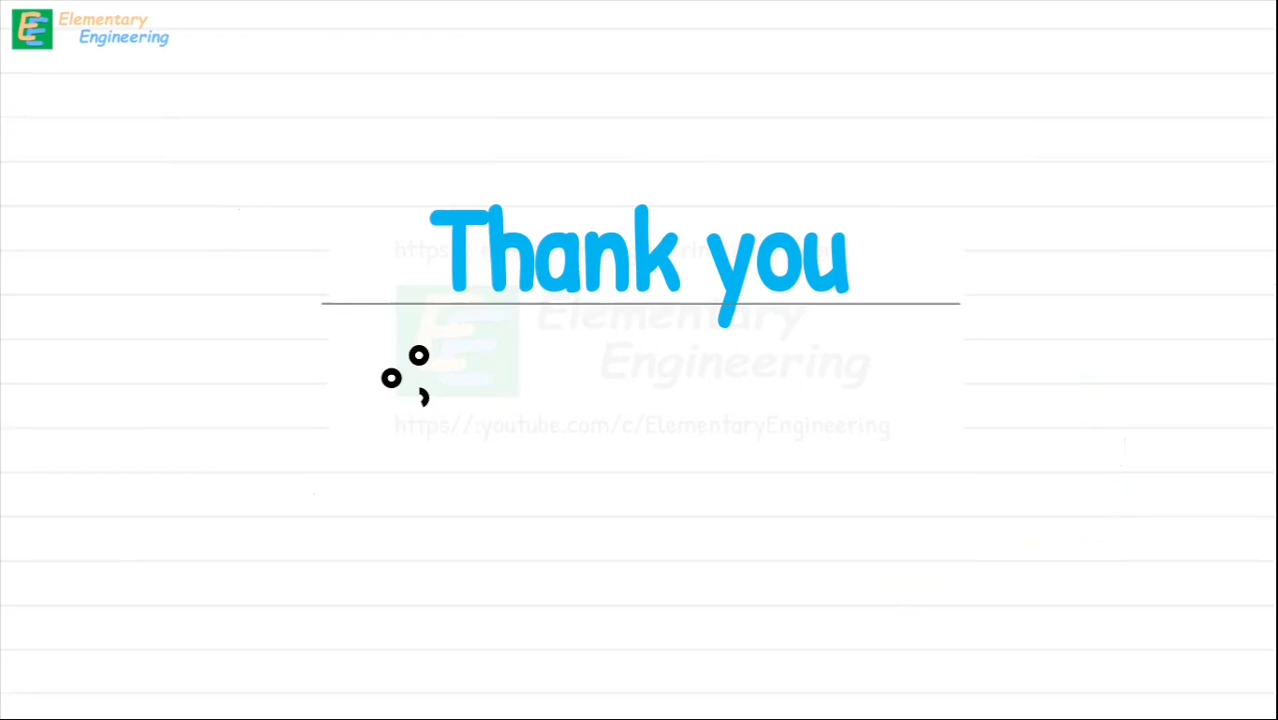 Elementary
Engineering
Thank you
Elementary
Engineering
https//:youtube.com/c/ElementaryEngineering